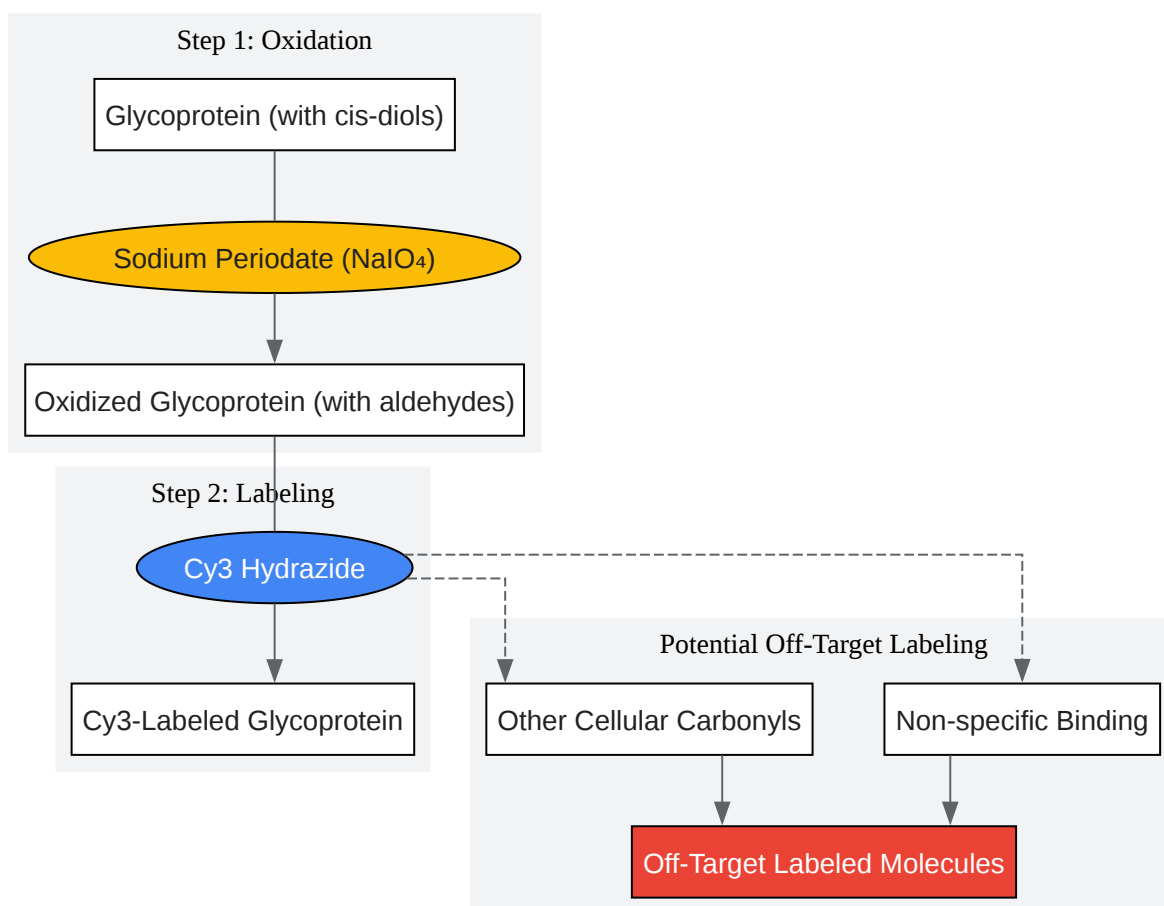 Step 1: Oxidation
Glycoprotein (with cis-diols)
Sodium Periodate (NaIO₄)
Oxidized Glycoprotein (with aldehydes)
Step 2: Labeling
Cy3 Hydrazide
Cy3-Labeled Glycoprotein
Potential Off-Target Labeling
Other Cellular Carbonyls
Non-specific Binding
Off-Target Labeled Molecules